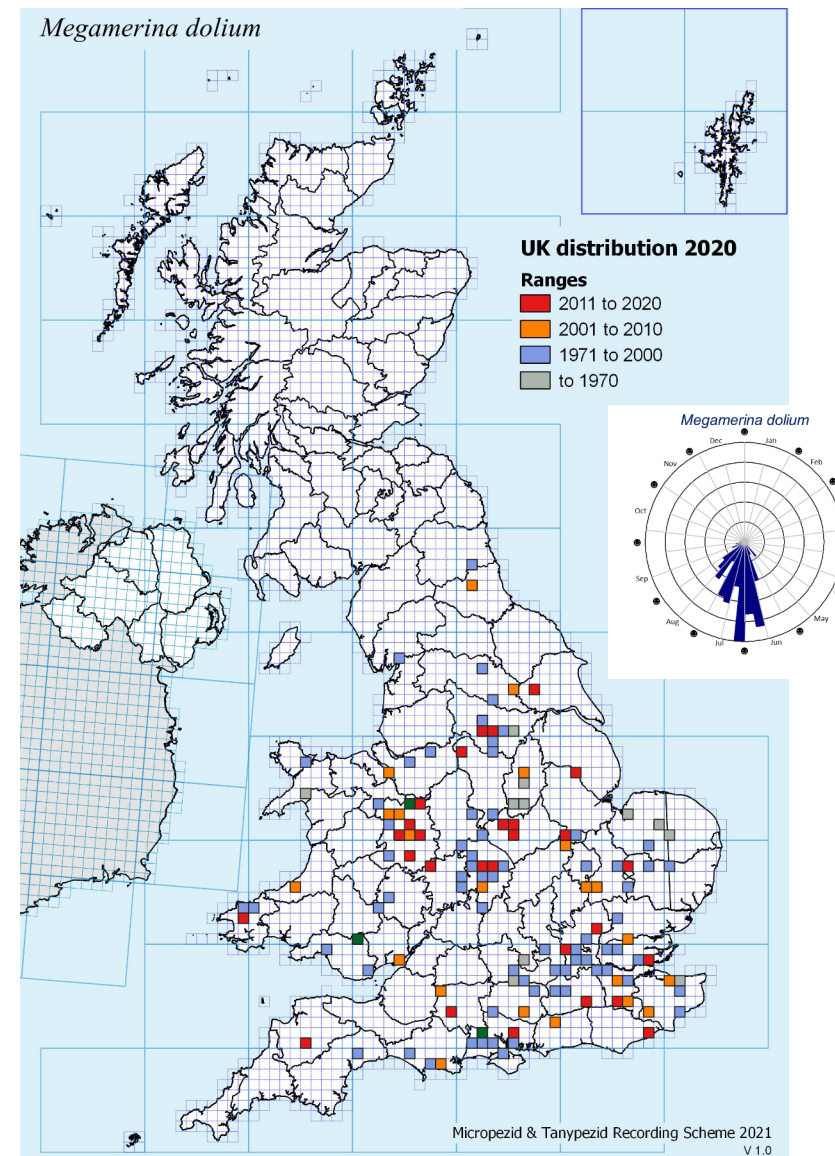 Megamerina dolium
UK distribution 2020
Ranges
2011 to 2020
2001 to 2010
1971 to 2000
to 1970
Megamerina dolium
Dec
Jan
Nov
Feb
Oct
Sep
May
Aug
Jul
Jun
Micropezid & Tanypezid Recording Scheme 2021
V 1.0